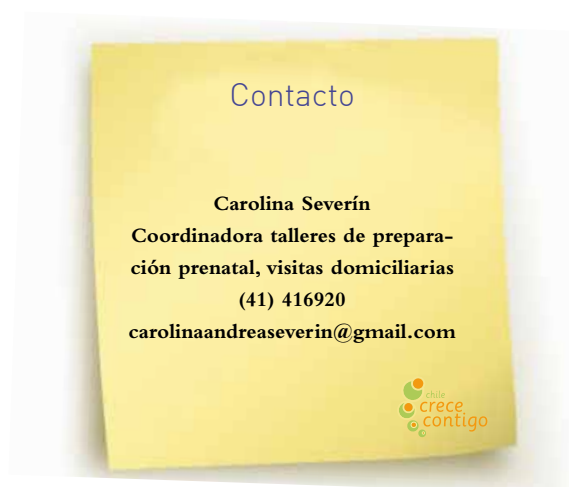 Contacto
Carolina Severín
Coordinadora talleres de prepara-
ción prenatal, visitas domiciliarias
(41) 416920
carolinaandreaseverin@gmail.com
chile
crece
contigo